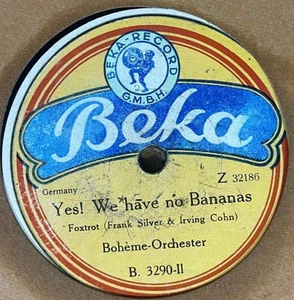 BEKA-RECORD
G.M.B.H.
Beka
Germany
Z 32186
Yes! We have no Bananas
Foxtrot (Frank Silver & Irving Cohn)
Bohème-Orchester
B. 3290-II